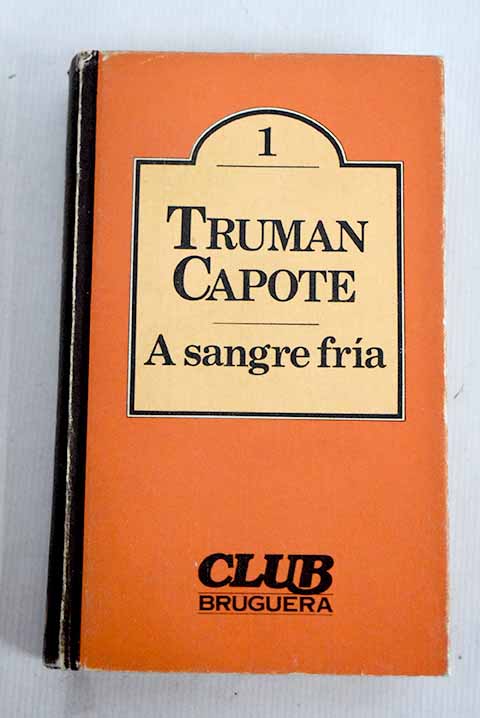 1
TRUMAN
CAPOTE
A sangre fría
CLUB
BRUGUERA